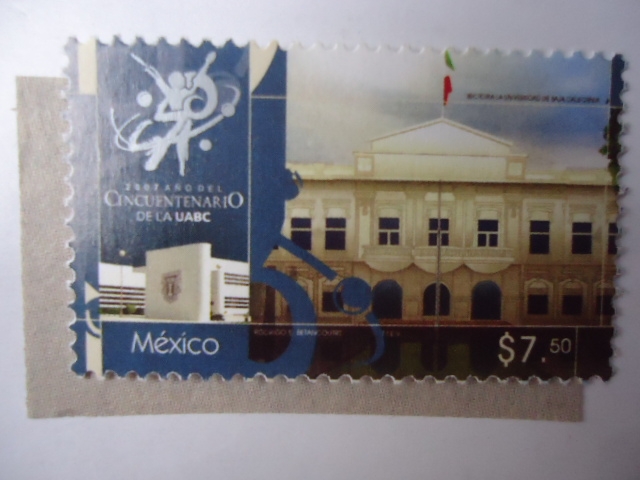 2007 AÑO DEL
CINCUENTENARIO
DE LA UABC
México
$7.50